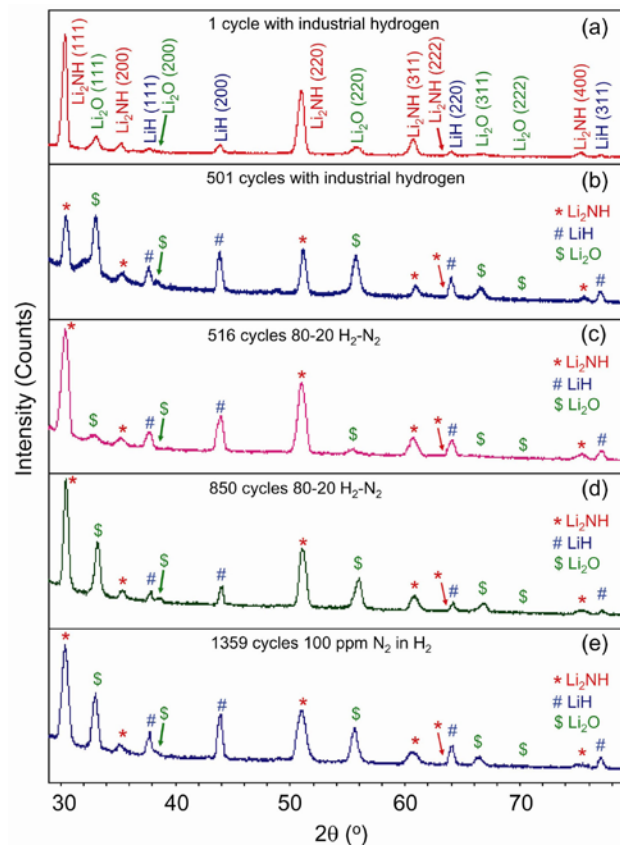 1 cycle with industrial hydrogen
(a)
Li₂NH (111)
Li₂O (111)
Li₂NH (200)
LiH (111)
Li₂O (200)
LiH (200)
Li₂NH (220)
Li₂O (220)
Li₂NH (311)
Li₂NH (222)
LiH (220)
Li₂O (311)
Li₂O (222)
Li₂NH (400)
LiH (311)
501 cycles with industrial hydrogen
(b)
* $ * # $ # * $ * * # $ $ * #
* Li₂NH
# LiH
$ Li₂O
516 cycles 80-20 H₂-N₂
(c)
* $ * # $ # * $ * * # $ $ * #
* Li₂NH
# LiH
$ Li₂O
850 cycles 80-20 H₂-N₂
(d)
* $ * # $ # * $ * * # $ $ * #
* Li₂NH
# LiH
$ Li₂O
1359 cycles 100 ppm N₂ in H₂
(e)
* $ * # $ # * $ * * # $ $ * #
* Li₂NH
# LiH
$ Li₂O
Intensity (Counts)
30 40 50 60 70
2θ (º)